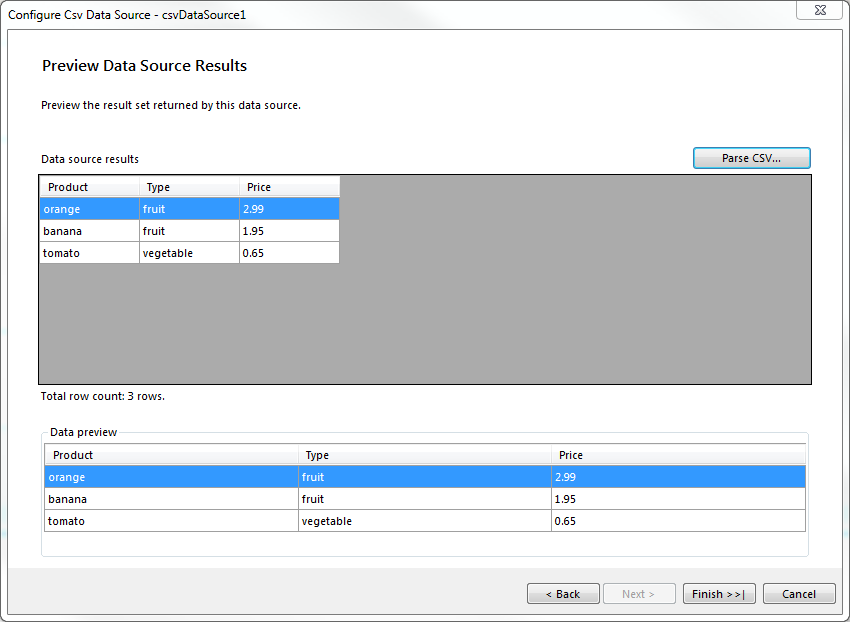 Configure Csv Data Source - csvDataSource1
Preview Data Source Results
Preview the result set returned by this data source.
Data source results
Parse CSV...
Product Type Price
orange fruit 2.99
banana fruit 1.95
tomato vegetable 0.65
Total row count: 3 rows.
Data preview
Product Type Price
orange fruit 2.99
banana fruit 1.95
tomato vegetable 0.65
< Back Next > Finish >>| Cancel